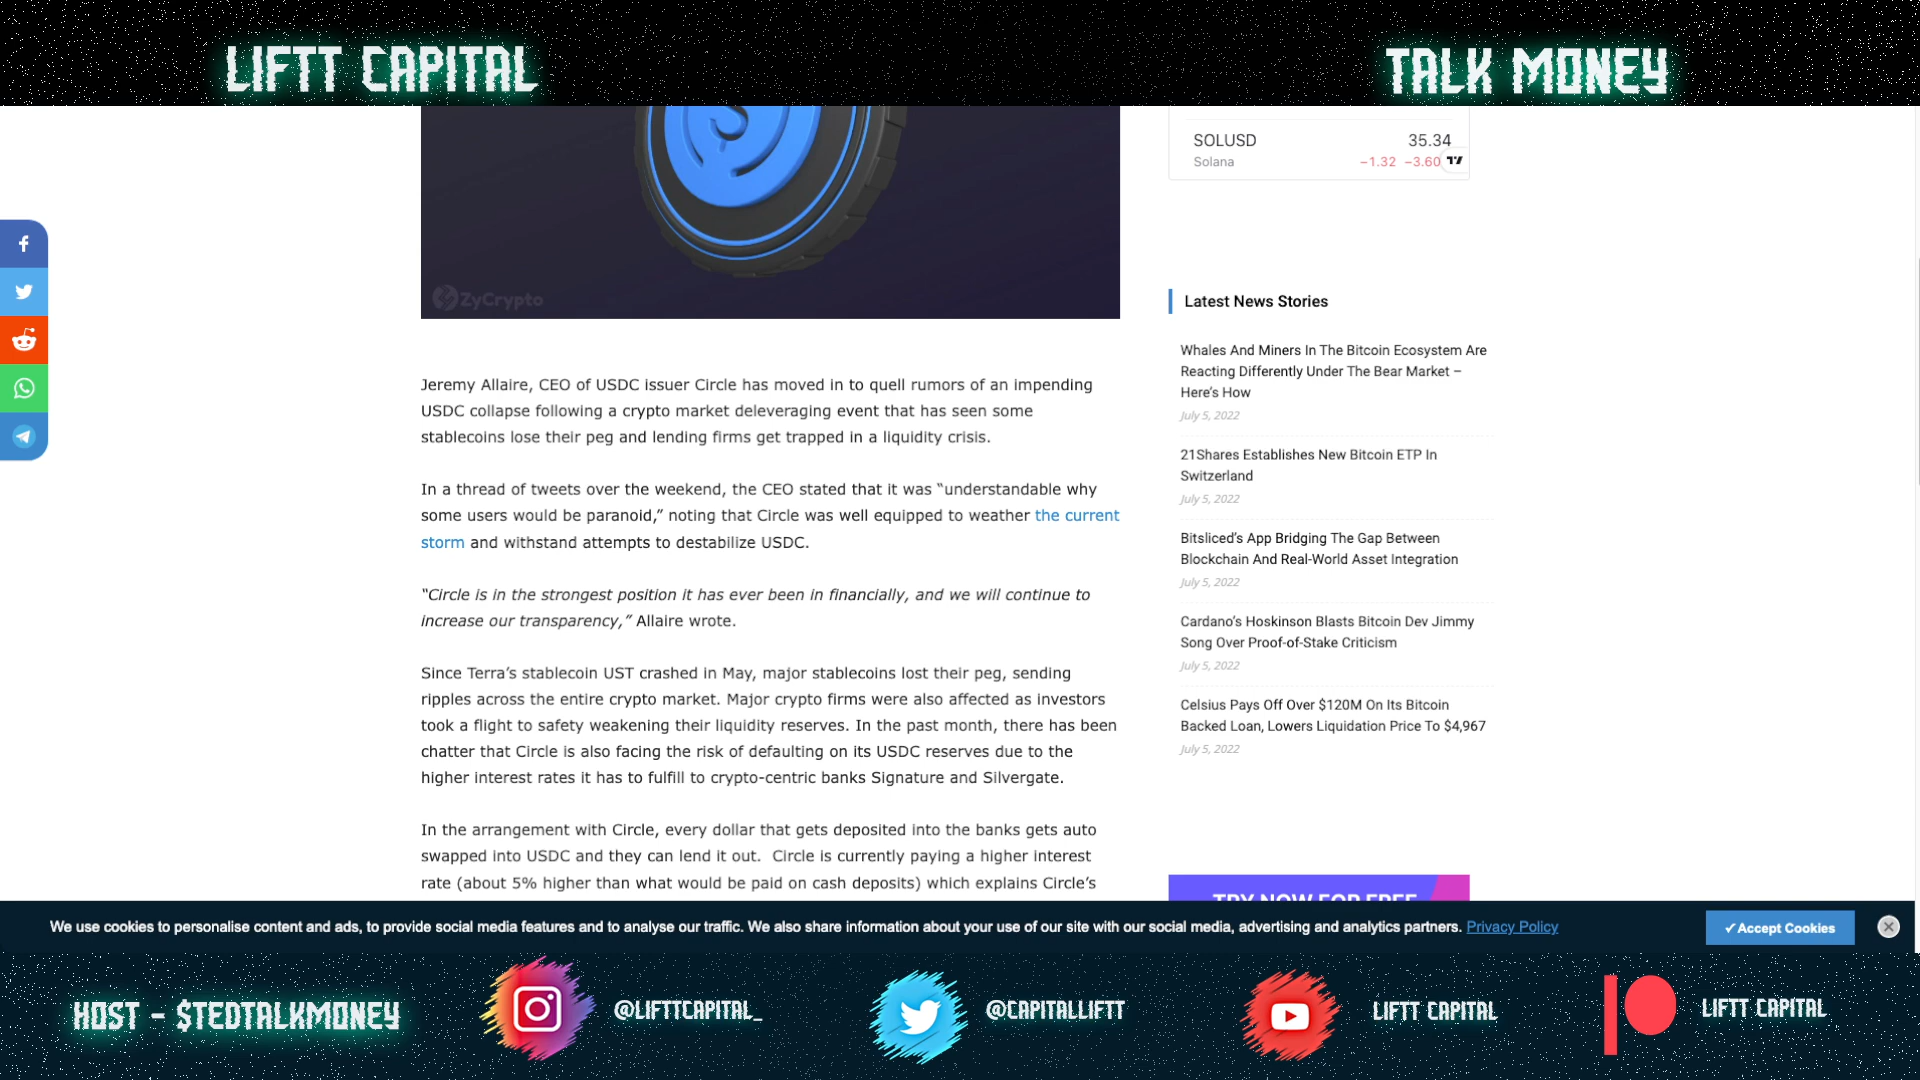 LIFTT CAPITAL
TALK MONEY
SOLUSD
35.34
Solana
−1.32 −3.60
ZyCrypto
Jeremy Allaire, CEO of USDC issuer Circle has moved in to quell rumors of an impending
USDC collapse following a crypto market deleveraging event that has seen some
stablecoins lose their peg and lending firms get trapped in a liquidity crisis.
In a thread of tweets over the weekend, the CEO stated that it was “understandable why
some users would be paranoid,” noting that Circle was well equipped to weather the current
storm and withstand attempts to destabilize USDC.
“Circle is in the strongest position it has ever been in financially, and we will continue to
increase our transparency,” Allaire wrote.
Since Terra’s stablecoin UST crashed in May, major stablecoins lost their peg, sending
ripples across the entire crypto market. Major crypto firms were also affected as investors
took a flight to safety weakening their liquidity reserves. In the past month, there has been
chatter that Circle is also facing the risk of defaulting on its USDC reserves due to the
higher interest rates it has to fulfill to crypto-centric banks Signature and Silvergate.
In the arrangement with Circle, every dollar that gets deposited into the banks gets auto
swapped into USDC and they can lend it out.  Circle is currently paying a higher interest
rate (about 5% higher than what would be paid on cash deposits) which explains Circle’s
Latest News Stories
Whales And Miners In The Bitcoin Ecosystem Are
Reacting Differently Under The Bear Market –
Here’s How
July 5, 2022
21Shares Establishes New Bitcoin ETP In
Switzerland
July 5, 2022
Bitsliced’s App Bridging The Gap Between
Blockchain And Real-World Asset Integration
July 5, 2022
Cardano’s Hoskinson Blasts Bitcoin Dev Jimmy
Song Over Proof-of-Stake Criticism
July 5, 2022
Celsius Pays Off Over $120M On Its Bitcoin
Backed Loan, Lowers Liquidation Price To $4,967
July 5, 2022
TRY NOW FOR FREE
We use cookies to personalise content and ads, to provide social media features and to analyse our traffic. We also share information about your use of our site with our social media, advertising and analytics partners. Privacy Policy
✓Accept Cookies
HOST - $TEDTALKMONEY
@LIFTTCAPITAL_
@CAPITALLIFTT
LIFTT CAPITAL
LIFTT CAPITAL